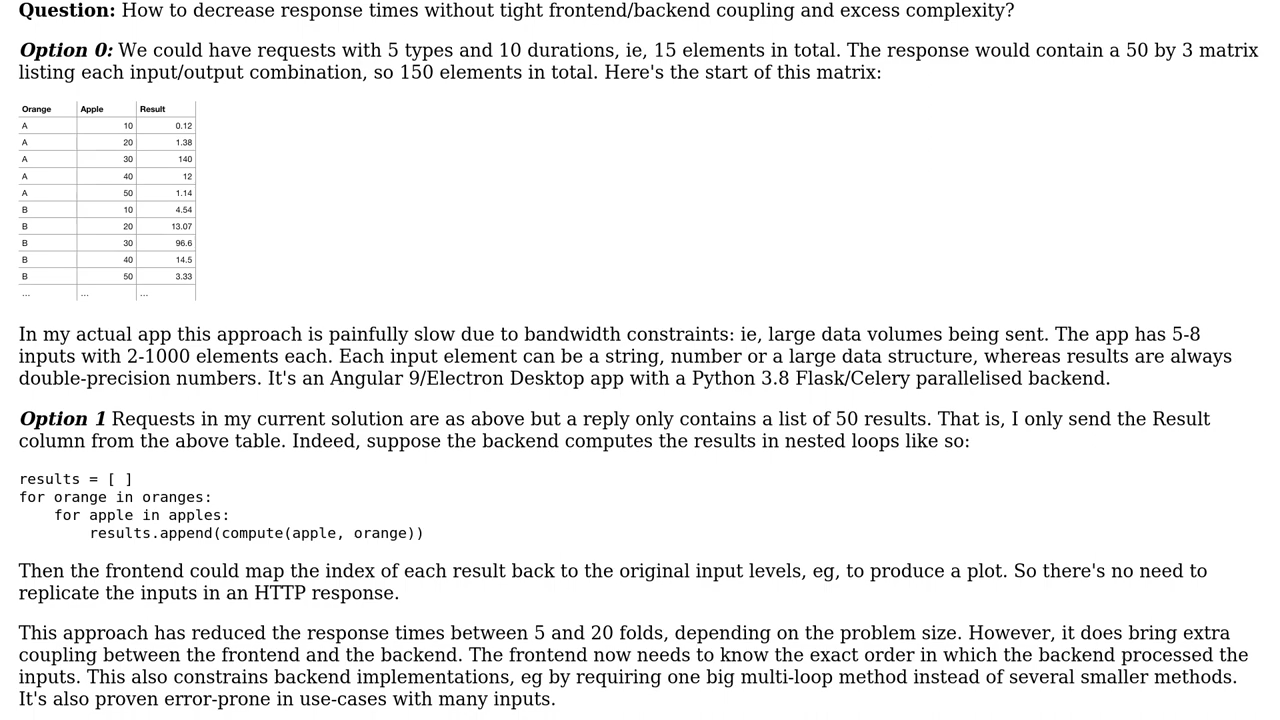 Question: How to decrease response times without tight frontend/backend coupling and excess complexity?
Option 0: We could have requests with 5 types and 10 durations, ie, 15 elements in total. The response would contain a 50 by 3 matrix
listing each input/output combination, so 150 elements in total. Here's the start of this matrix:
Orange Apple Result
A 10 0.12
A 20 1.38
A 30 140
A 40 12
A 50 1.14
B 10 4.54
B 20 13.07
B 30 96.6
B 40 14.5
B 50 3.33
... ... ...
In my actual app this approach is painfully slow due to bandwidth constraints: ie, large data volumes being sent. The app has 5-8
inputs with 2-1000 elements each. Each input element can be a string, number or a large data structure, whereas results are always
double-precision numbers. It's an Angular 9/Electron Desktop app with a Python 3.8 Flask/Celery parallelised backend.
Option 1 Requests in my current solution are as above but a reply only contains a list of 50 results. That is, I only send the Result
column from the above table. Indeed, suppose the backend computes the results in nested loops like so:
results = [ ]
for orange in oranges:
    for apple in apples:
        results.append(compute(apple, orange))
Then the frontend could map the index of each result back to the original input levels, eg, to produce a plot. So there's no need to
replicate the inputs in an HTTP response.
This approach has reduced the response times between 5 and 20 folds, depending on the problem size. However, it does bring extra
coupling between the frontend and the backend. The frontend now needs to know the exact order in which the backend processed the
inputs. This also constrains backend implementations, eg by requiring one big multi-loop method instead of several smaller methods.
It's also proven error-prone in use-cases with many inputs.